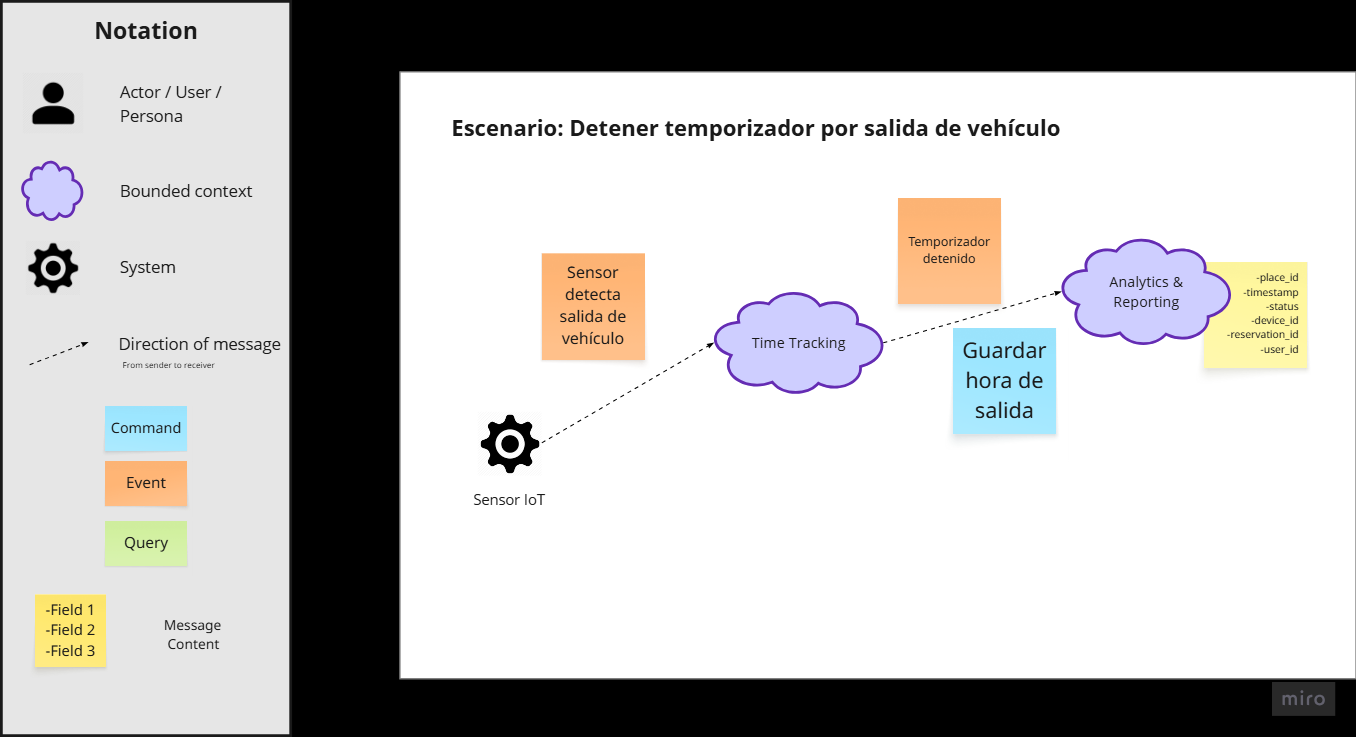 Notation
Actor / User /
Persona
Bounded context
System
Direction of message
From sender to receiver
Command
Event
Query
-Field 1
-Field 2
-Field 3
Message
Content
Escenario: Detener temporizador por salida de vehículo
Sensor
detecta
salida de
vehículo
Sensor IoT
Time Tracking
Temporizador
detenido
Guardar
hora de
salida
Analytics &
Reporting
-place_id
-timestamp
-status
-device_id
-reservation_id
-user_id
miro